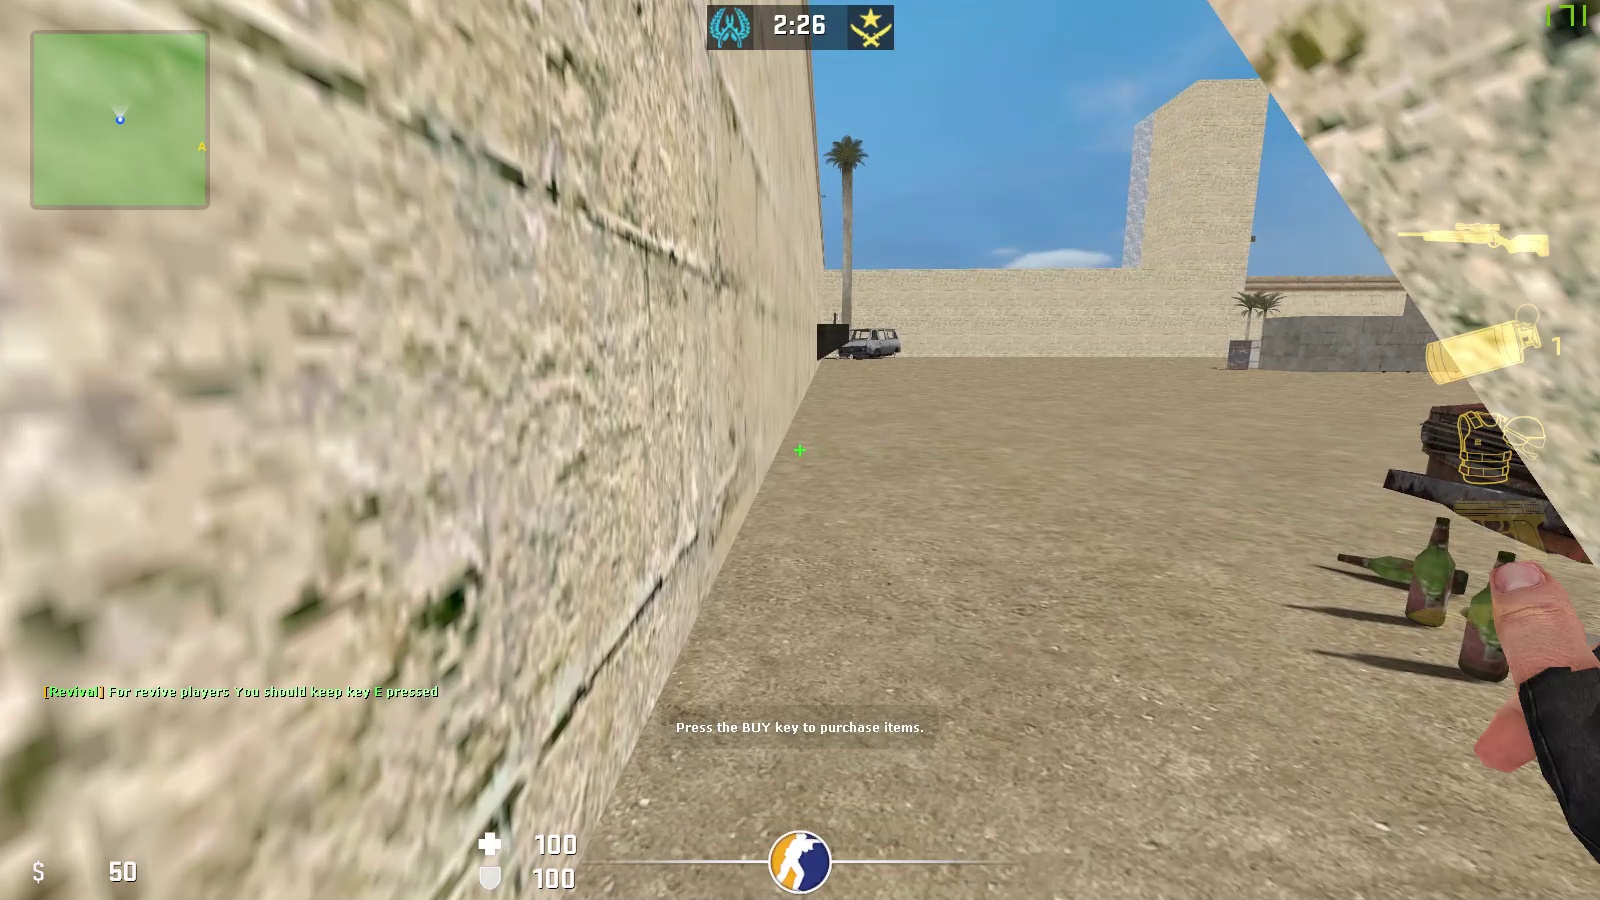 2:26
171
A
1
[Revival] For revive players You should keep key E pressed
Press the BUY key to purchase items.
100
$ 50
100